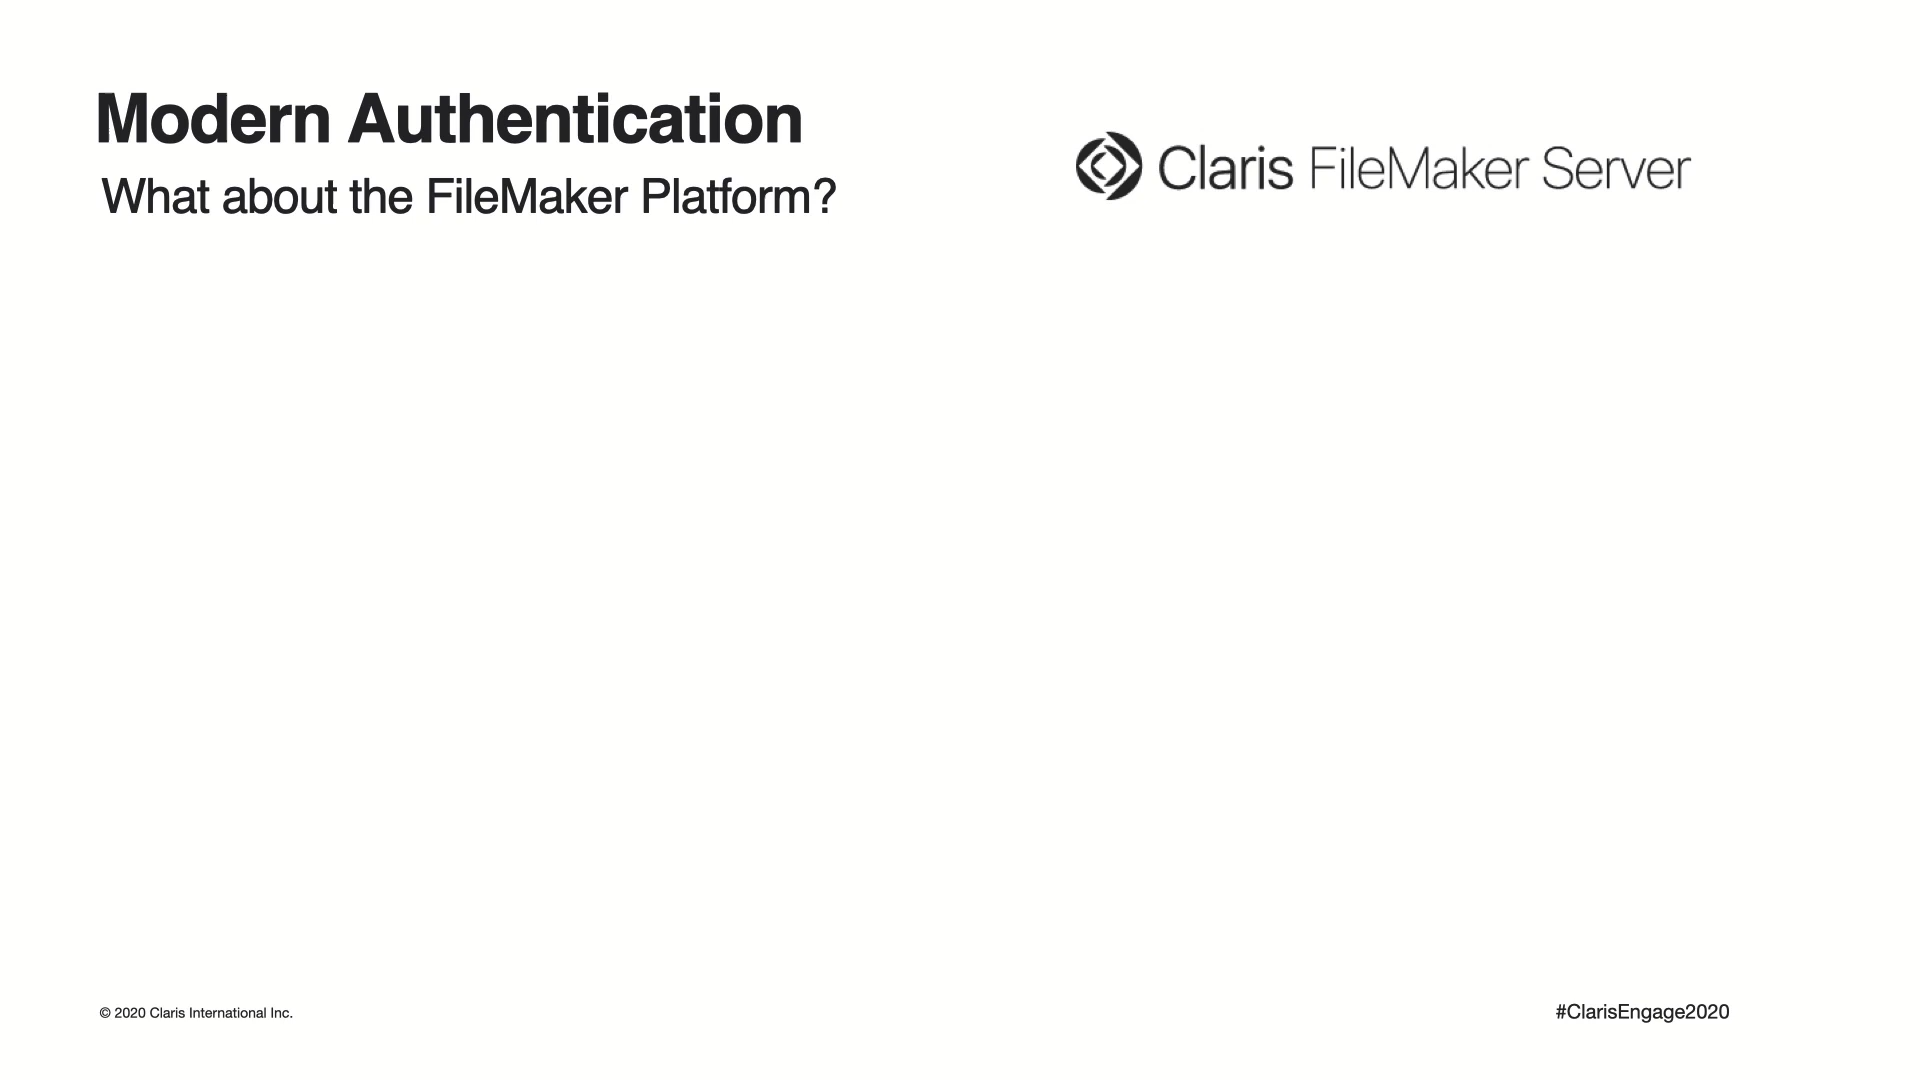 Modern Authentication
What about the FileMaker Platform?
Claris FileMaker Server
© 2020 Claris International Inc.
#ClarisEngage2020